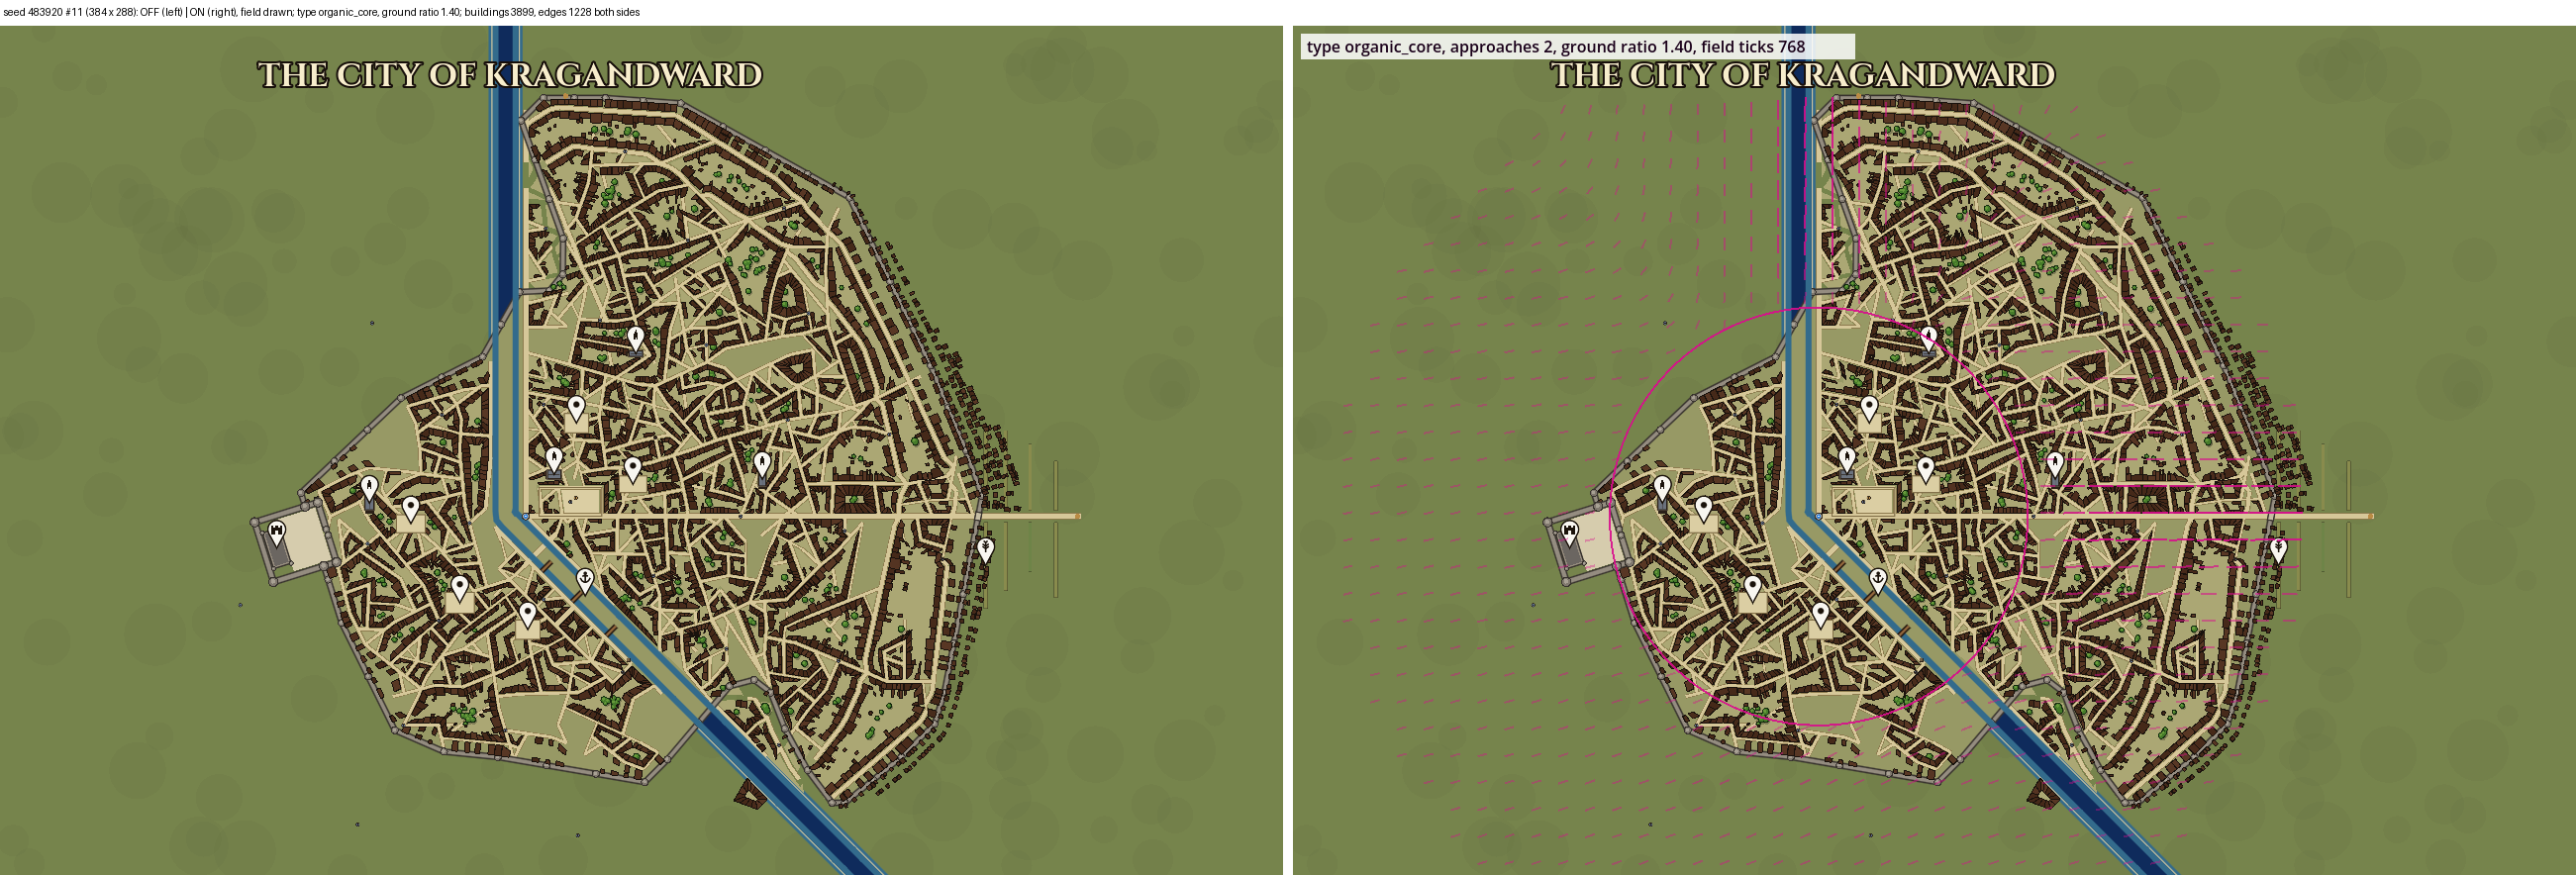 seed 483920 #11 (384 x 288): OFF (left) | ON (right), field drawn; type organic_core, ground ratio 1.40; buildings 3899, edges 1228 both sides
THE CITY OF KRAGANDWARD
type organic_core, approaches 2, ground ratio 1.40, field ticks 768
THE CITY OF KRAGANDWARD